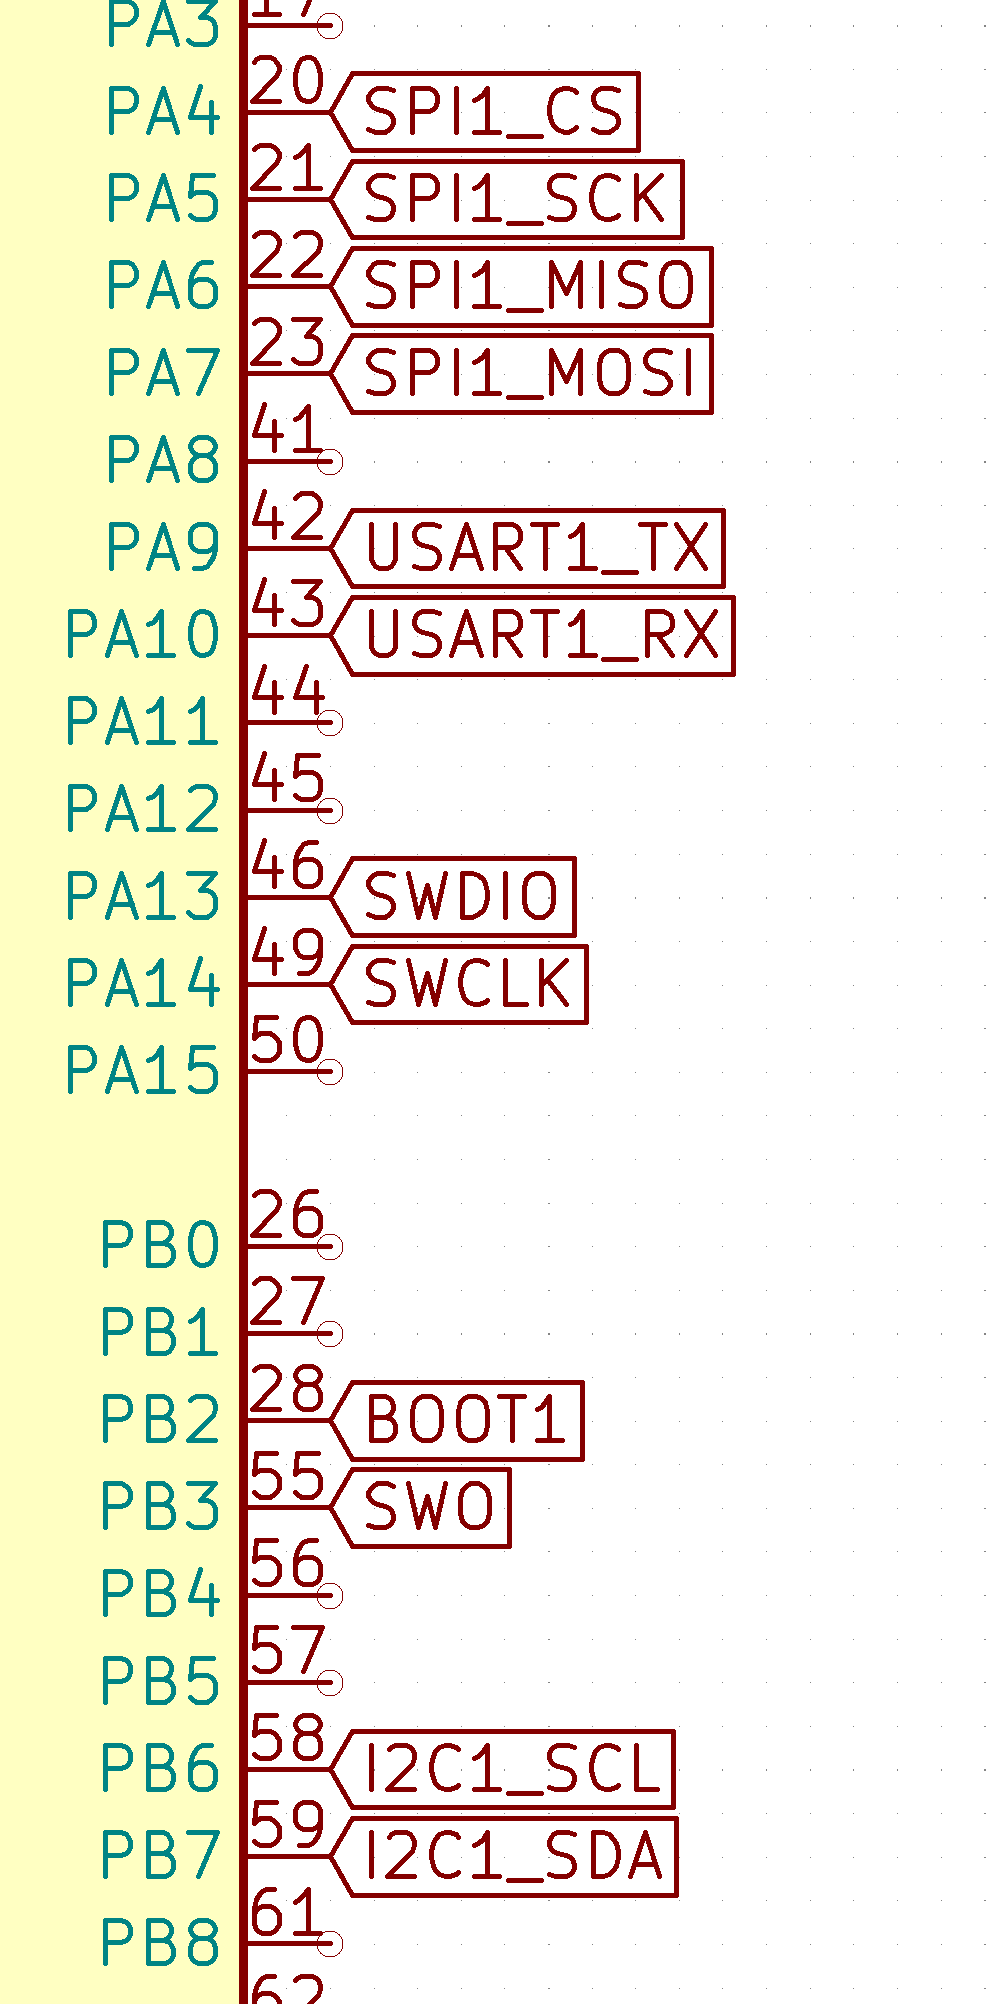 PA3 17
PA4 20 SPI1_CS
PA5 21 SPI1_SCK
PA6 22 SPI1_MISO
PA7 23 SPI1_MOSI
PA8 41
PA9 42 USART1_TX
PA10 43 USART1_RX
PA11 44
PA12 45
PA13 46 SWDIO
PA14 49 SWCLK
PA15 50
PB0 26
PB1 27
PB2 28 BOOT1
PB3 55 SWO
PB4 56
PB5 57
PB6 58 I2C1_SCL
PB7 59 I2C1_SDA
PB8 61
62